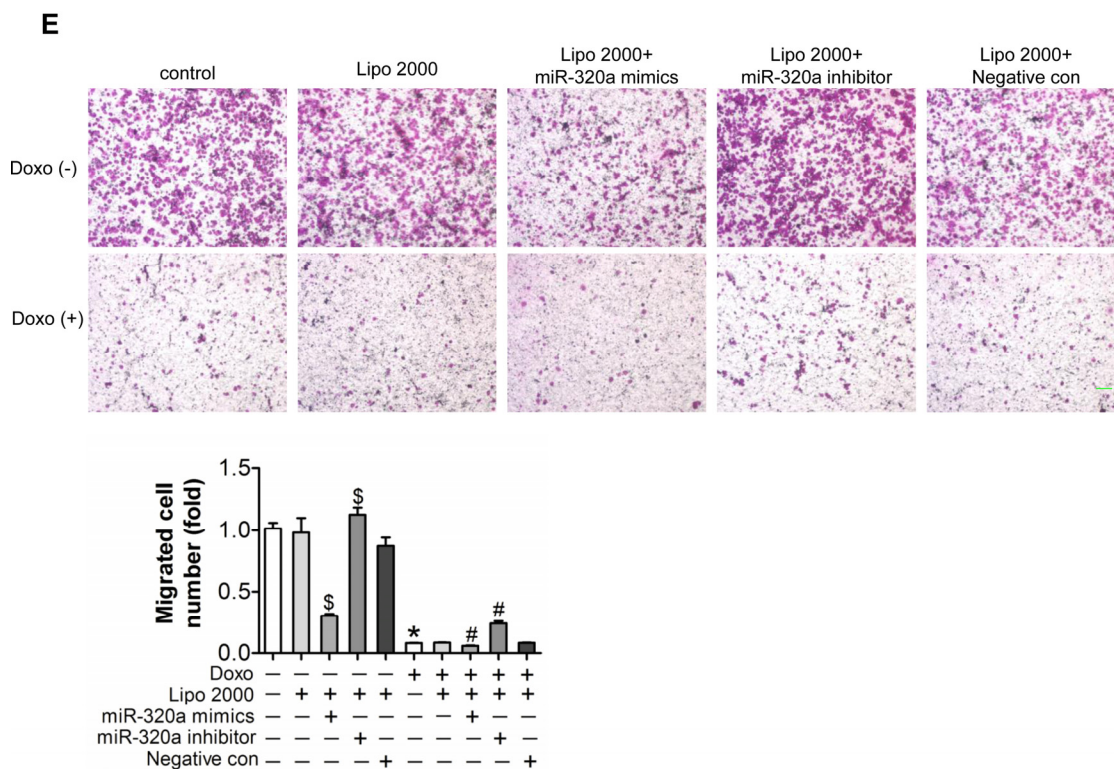 E
control
Lipo 2000
Lipo 2000+
miR-320a mimics
Lipo 2000+
miR-320a inhibitor
Lipo 2000+
Negative con
Doxo (-)
Doxo (+)
Migrated cell
number (fold)
1.5
1.0
0.5
0.0
$
$
*
#
#
Doxo − − − − − + + + + +
Lipo 2000 − + + + + − + + + +
miR-320a mimics − − + − − − − + − −
miR-320a inhibitor − − − + − − − − + −
Negative con − − − − + − − − − +